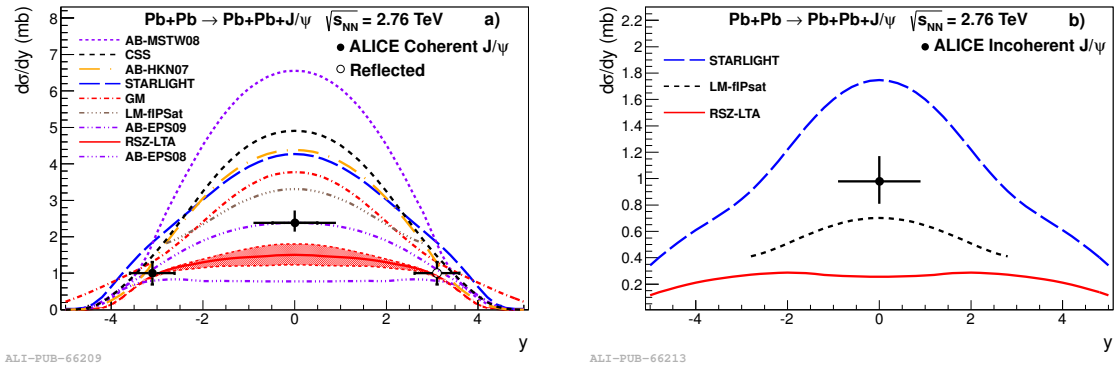 Pb+Pb → Pb+Pb+J/ψ √sNN = 2.76 TeV a)
dσ/dy (mb)
AB-MSTW08
CSS
AB-HKN07
STARLIGHT
GM
LM-fIPsat
AB-EPS09
RSZ-LTA
AB-EPS08
ALICE Coherent J/ψ
Reflected
8
7
6
5
4
3
2
1
0
-4 -2 0 2 4
y
ALI-PUB-66209
Pb+Pb → Pb+Pb+J/ψ √sNN = 2.76 TeV b)
dσ/dy (mb)
ALICE Incoherent J/ψ
STARLIGHT
LM-fIPsat
RSZ-LTA
2.2
2
1.8
1.6
1.4
1.2
1
0.8
0.6
0.4
0.2
-4 -2 0 2 4
y
ALI-PUB-66213